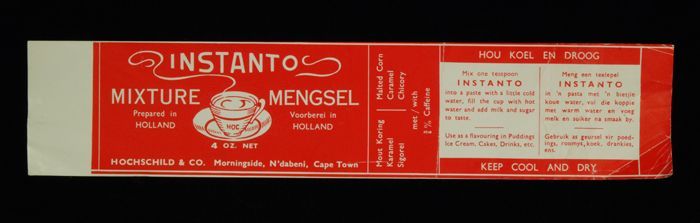 INSTANTO
MIXTURE
MENGSEL
Prepared in
HOLLAND
Voorberei in
HOLLAND
HOC
4 OZ. NET
HOCHSCHILD & CO. Morningside, N'dabeni, Cape Town
Mout Koring
Karamel
Sigorel
Malted Corn
Caramel
Chicory
met / with
Caffeine
HOU KOEL EN DROOG
Mix one teaspoon
INSTANTO
into a paste with a little cold
water, fill the cup with hot
water and add milk and sugar
to taste.
Use as a flavouring in Puddings
Ice Cream, Cakes, Drinks, etc.
Meng een teelepel
INSTANTO
in 'n pasta met 'n bietjie
koue water, vul die koppie
met warm water en voeg
melk en suiker na smaak by.
Gebruik as geursel vir poed-
ings, roomys, koek, drankies,
ens.
KEEP COOL AND DRY